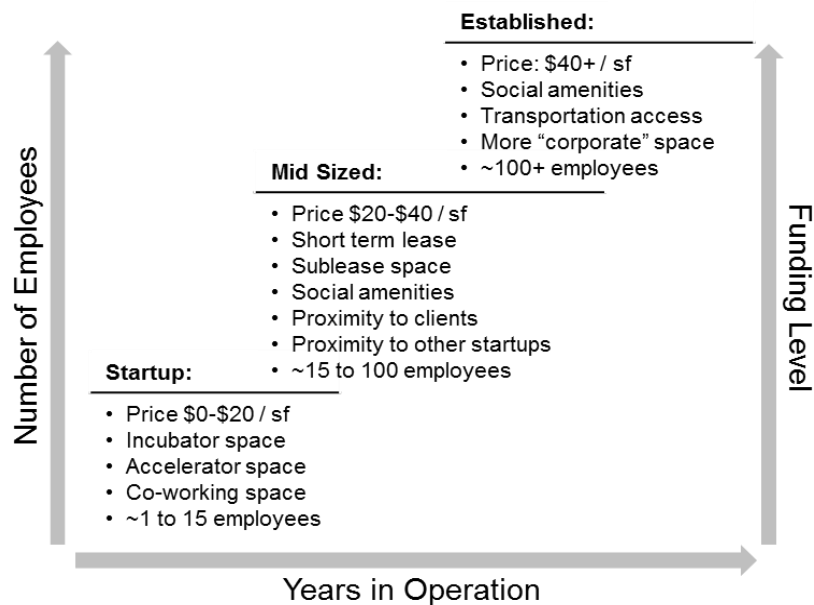 Established:
• Price: $40+ / sf
• Social amenities
• Transportation access
• More “corporate” space
• ~100+ employees
Mid Sized:
• Price $20-$40 / sf
• Short term lease
• Sublease space
• Social amenities
• Proximity to clients
• Proximity to other startups
• ~15 to 100 employees
Startup:
• Price $0-$20 / sf
• Incubator space
• Accelerator space
• Co-working space
• ~1 to 15 employees
Number of Employees
Funding Level
Years in Operation